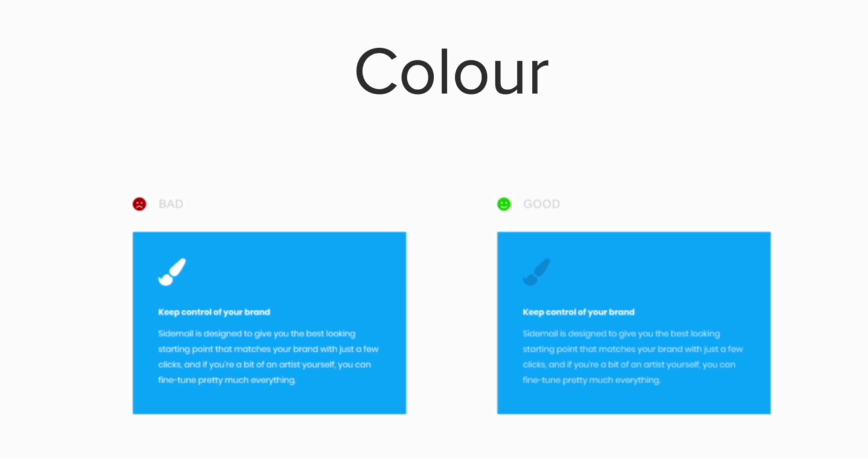 Colour
BAD
GOOD
Keep control of your brand
Sidemail is designed to give you the best looking
starting point that matches your brand with just a few
clicks, and if you're a bit of an artist yourself, you can
fine-tune pretty much everything.
Keep control of your brand
Sidemail is designed to give you the best looking
starting point that matches your brand with just a few
clicks, and if you're a bit of an artist yourself, you can
fine-tune pretty much everything.